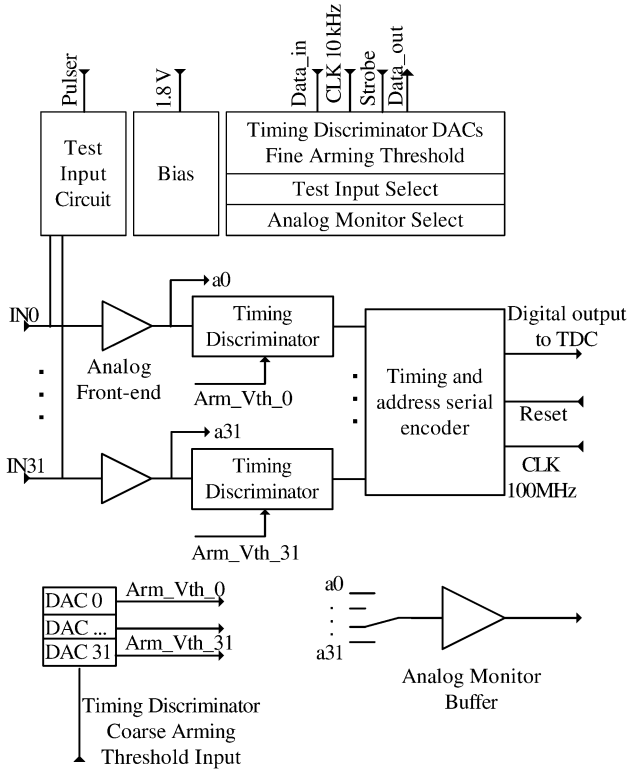 Pulser
1.8 V
Data_in
CLK 10 kHz
Strobe
Data_out
Test
Input
Circuit
Bias
Timing Discriminator DACs
Fine Arming Threshold
Test Input Select
Analog Monitor Select
a0
IN0
Timing
Discriminator
Analog
Front-end
Arm_Vth_0
Digital output
to TDC
Timing and
address serial
encoder
Reset
a31
IN31
Timing
Discriminator
CLK
100MHz
Arm_Vth_31
DAC 0
Arm_Vth_0
DAC ...
DAC 31
Arm_Vth_31
a0
a31
Analog Monitor
Buffer
Timing Discriminator
Coarse Arming
Threshold Input